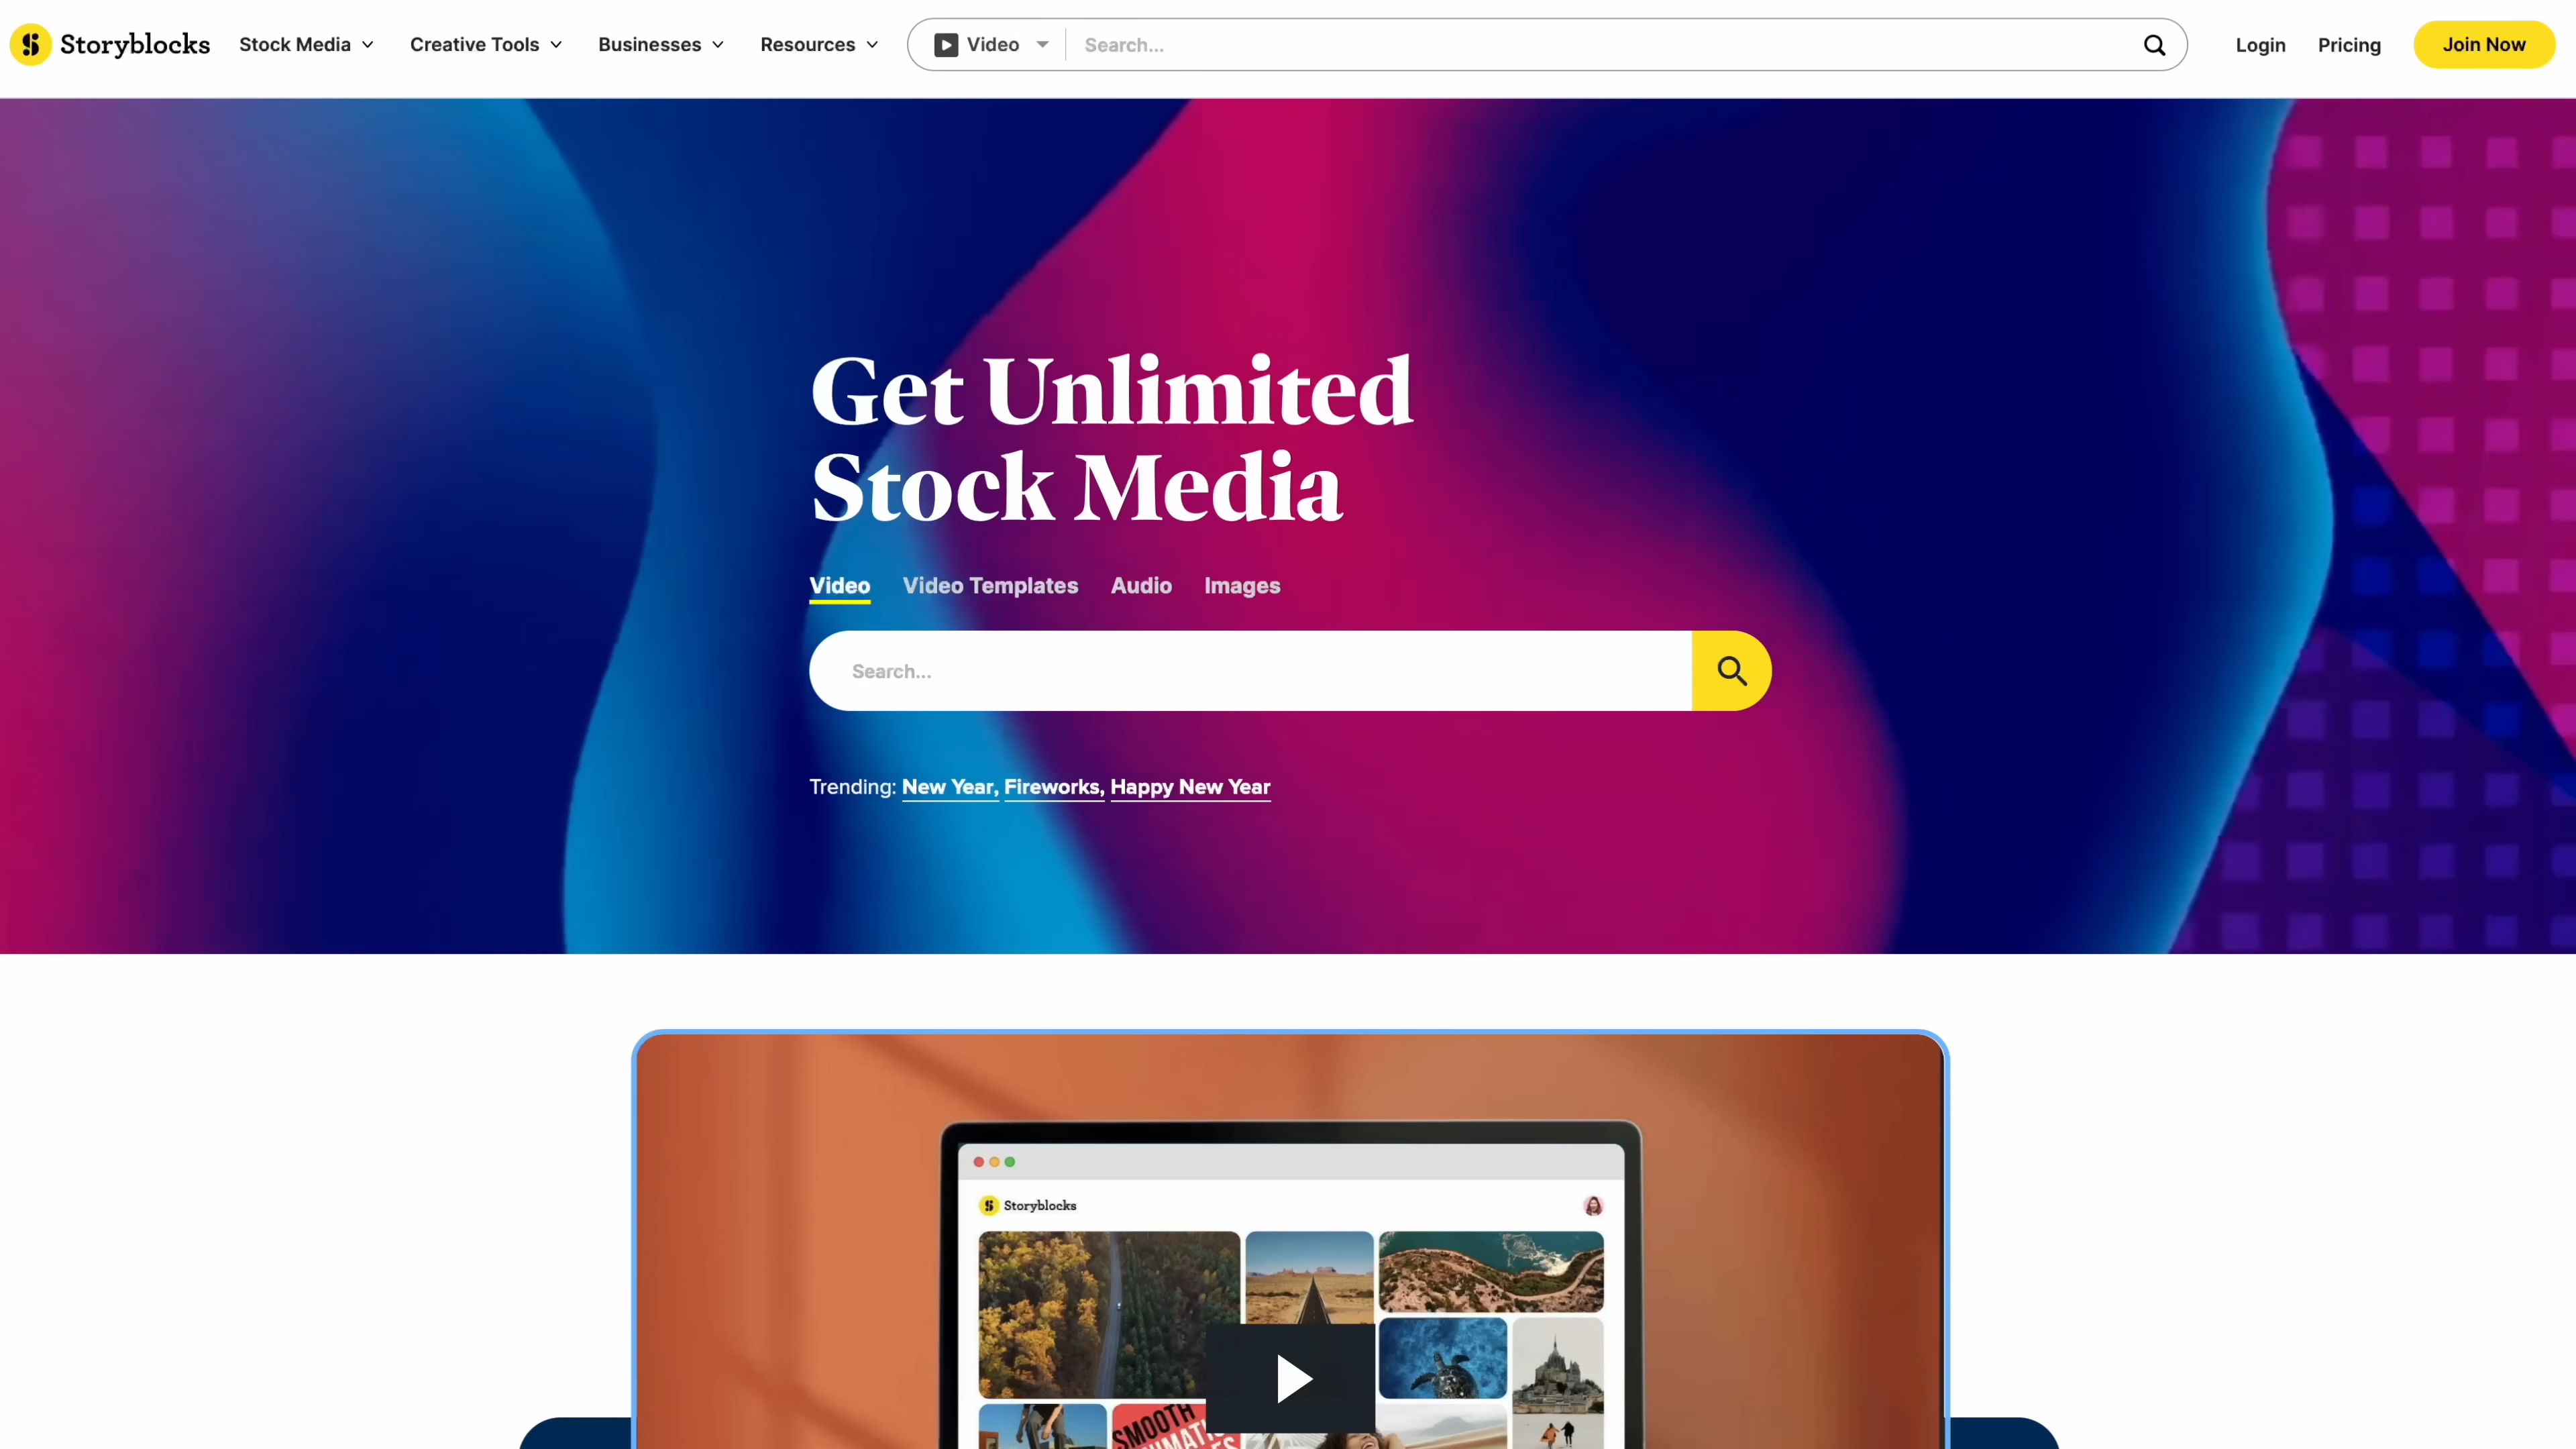 Storyblocks Stock Media Creative Tools Businesses Resources Video Search... Login Pricing Join Now
Get Unlimited
Stock Media
Video Video Templates Audio Images
Search...
Trending: New Year, Fireworks, Happy New Year
Storyblocks
SMOOTH